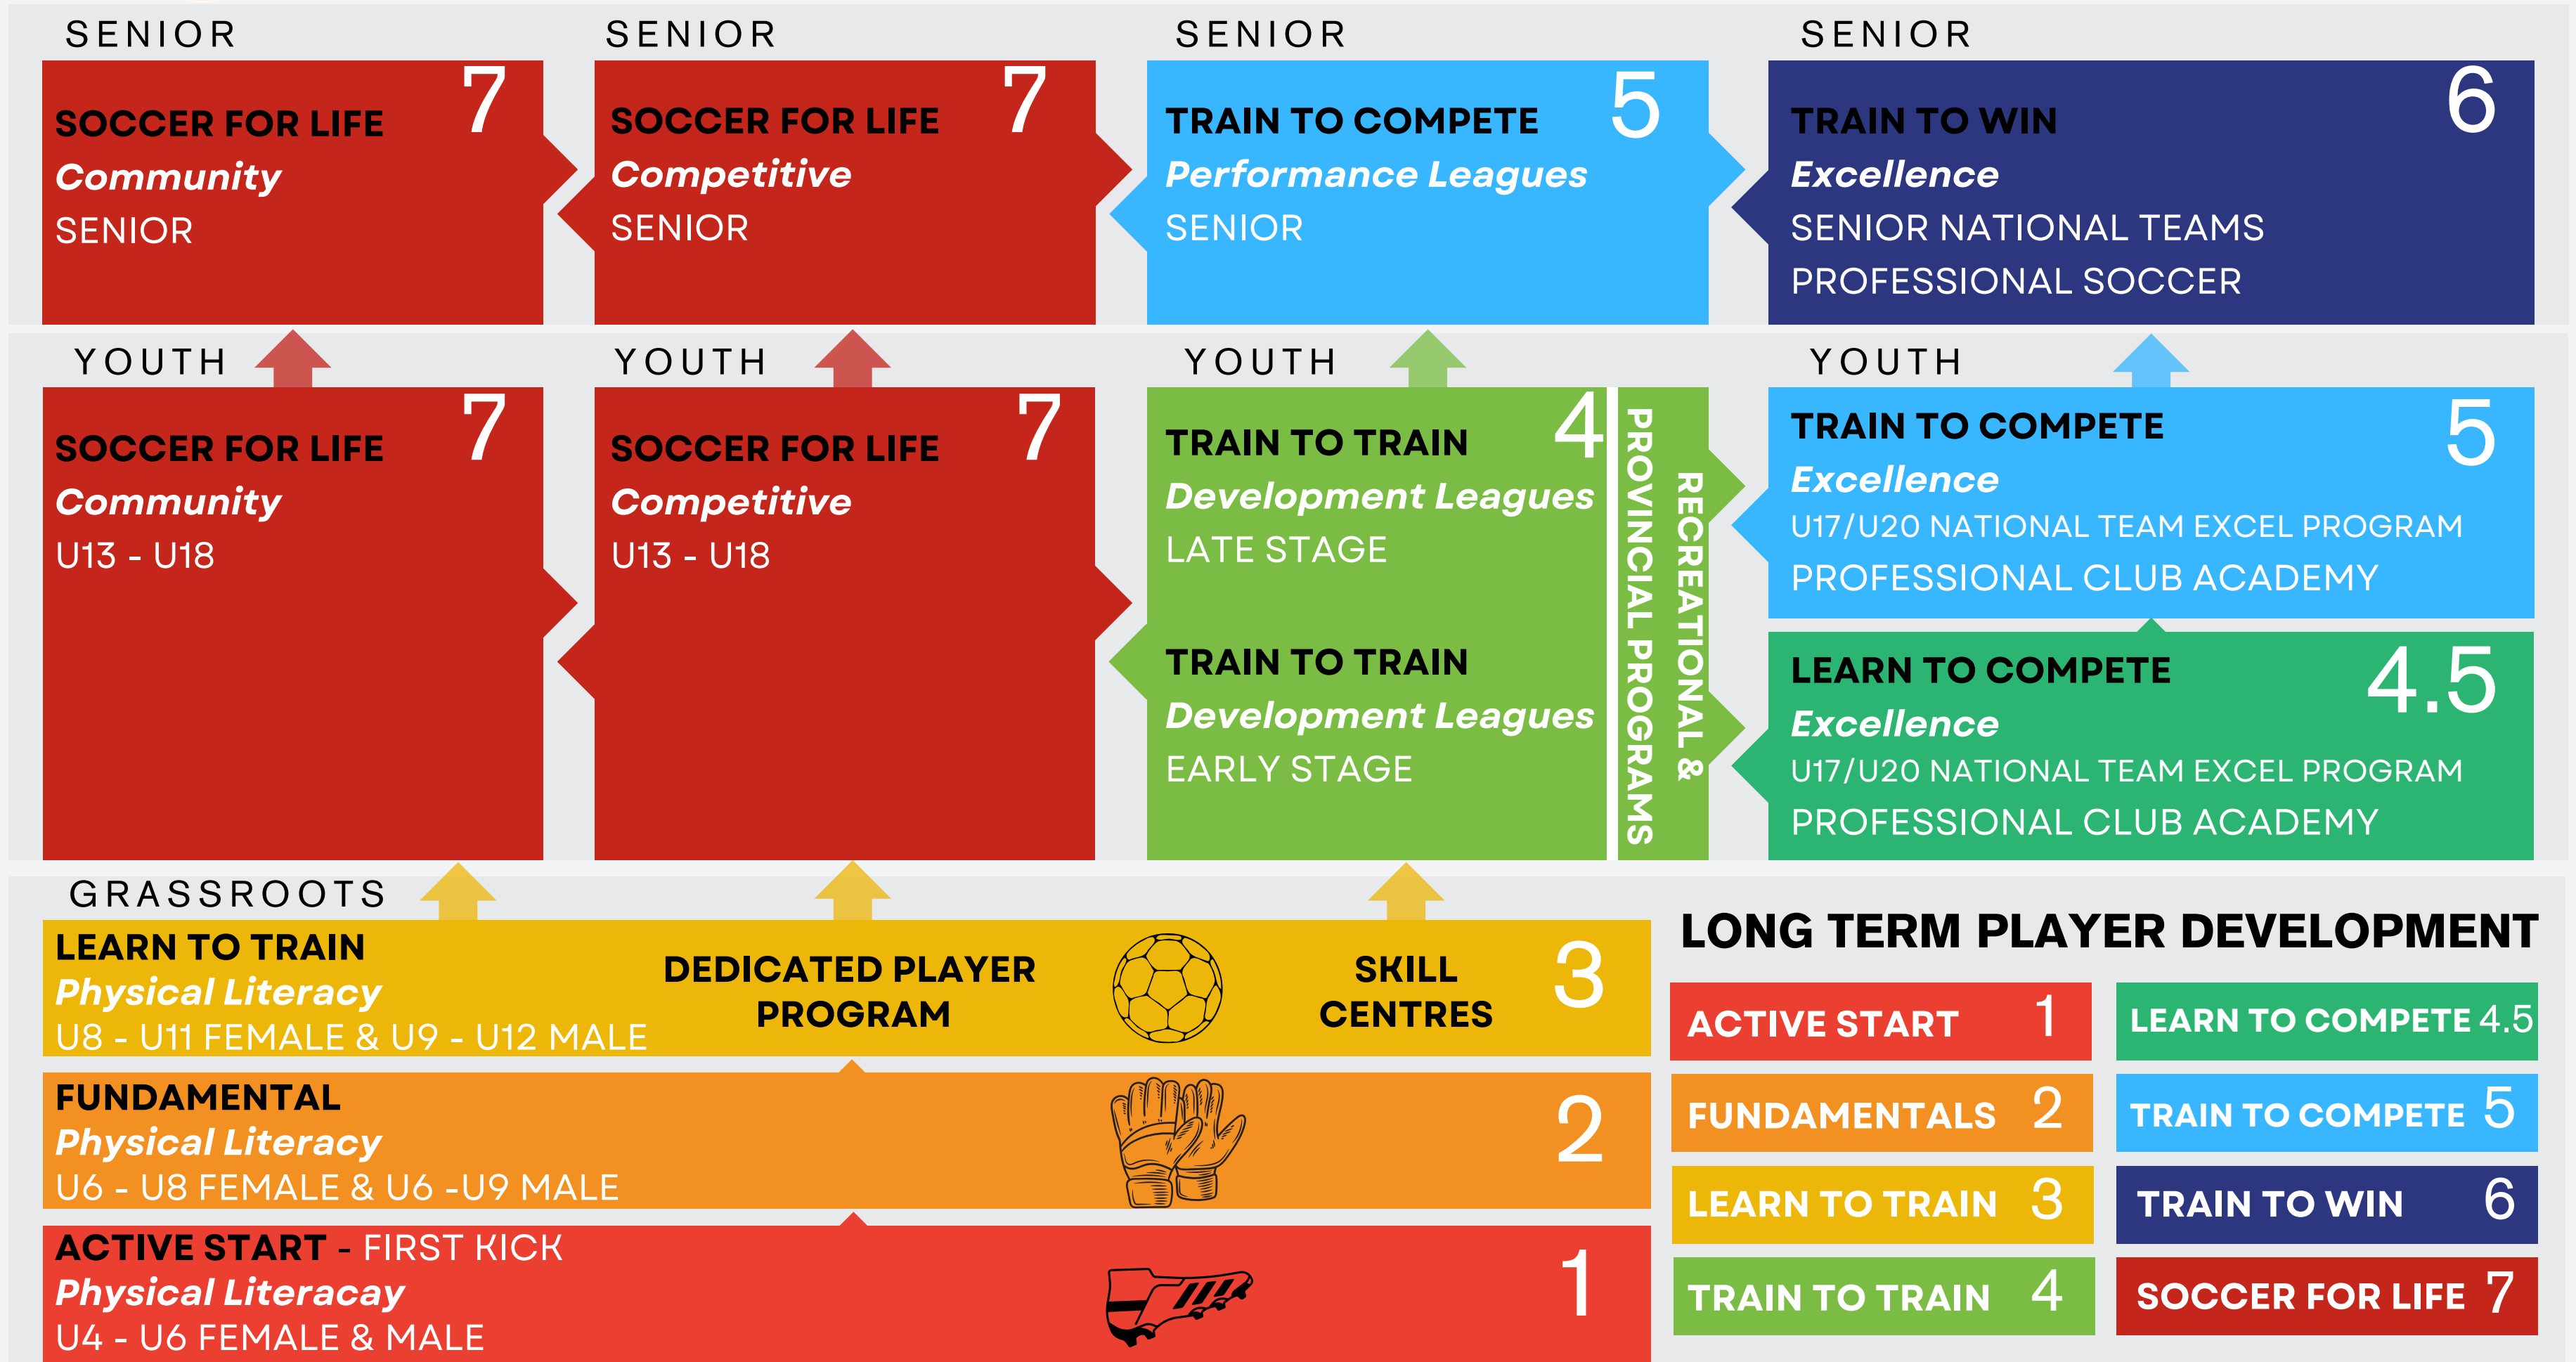 SENIOR
7
SOCCER FOR LIFE
Community
SENIOR
SENIOR
7
SOCCER FOR LIFE
Competitive
SENIOR
SENIOR
5
TRAIN TO COMPETE
Performance Leagues
SENIOR
SENIOR
6
TRAIN TO WIN
Excellence
SENIOR NATIONAL TEAMS
PROFESSIONAL SOCCER
YOUTH
7
SOCCER FOR LIFE
Community
U13 - U18
YOUTH
7
SOCCER FOR LIFE
Competitive
U13 - U18
YOUTH
4
TRAIN TO TRAIN
Development Leagues
LATE STAGE
TRAIN TO TRAIN
Development Leagues
EARLY STAGE
RECREATIONAL &
PROVINCIAL PROGRAMS
YOUTH
5
TRAIN TO COMPETE
Excellence
U17/U20 NATIONAL TEAM EXCEL PROGRAM
PROFESSIONAL CLUB ACADEMY
4.5
LEARN TO COMPETE
Excellence
U17/U20 NATIONAL TEAM EXCEL PROGRAM
PROFESSIONAL CLUB ACADEMY
GRASSROOTS
LEARN TO TRAIN
Physical Literacy
U8 - U11 FEMALE & U9 - U12 MALE
DEDICATED PLAYER
PROGRAM
SKILL
CENTRES
3
FUNDAMENTAL
Physical Literacy
U6 - U8 FEMALE & U6 -U9 MALE
2
ACTIVE START - FIRST KICK
Physical Literacay
U4 - U6 FEMALE & MALE
1
LONG TERM PLAYER DEVELOPMENT
ACTIVE START 1
FUNDAMENTALS 2
LEARN TO TRAIN 3
TRAIN TO TRAIN 4
LEARN TO COMPETE 4.5
TRAIN TO COMPETE 5
TRAIN TO WIN 6
SOCCER FOR LIFE 7